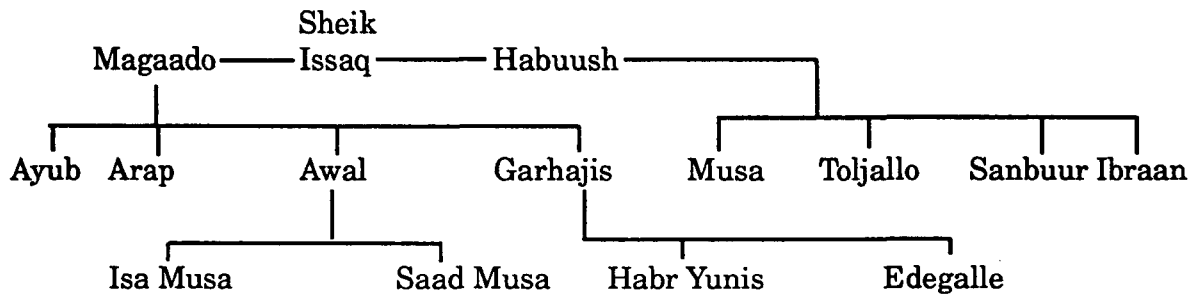 Sheik
Magaado Issaq Habuush
Ayub Arap Awal Garhajis Musa Toljallo Sanbuur Ibraan
Isa Musa Saad Musa Habr Yunis Edegalle